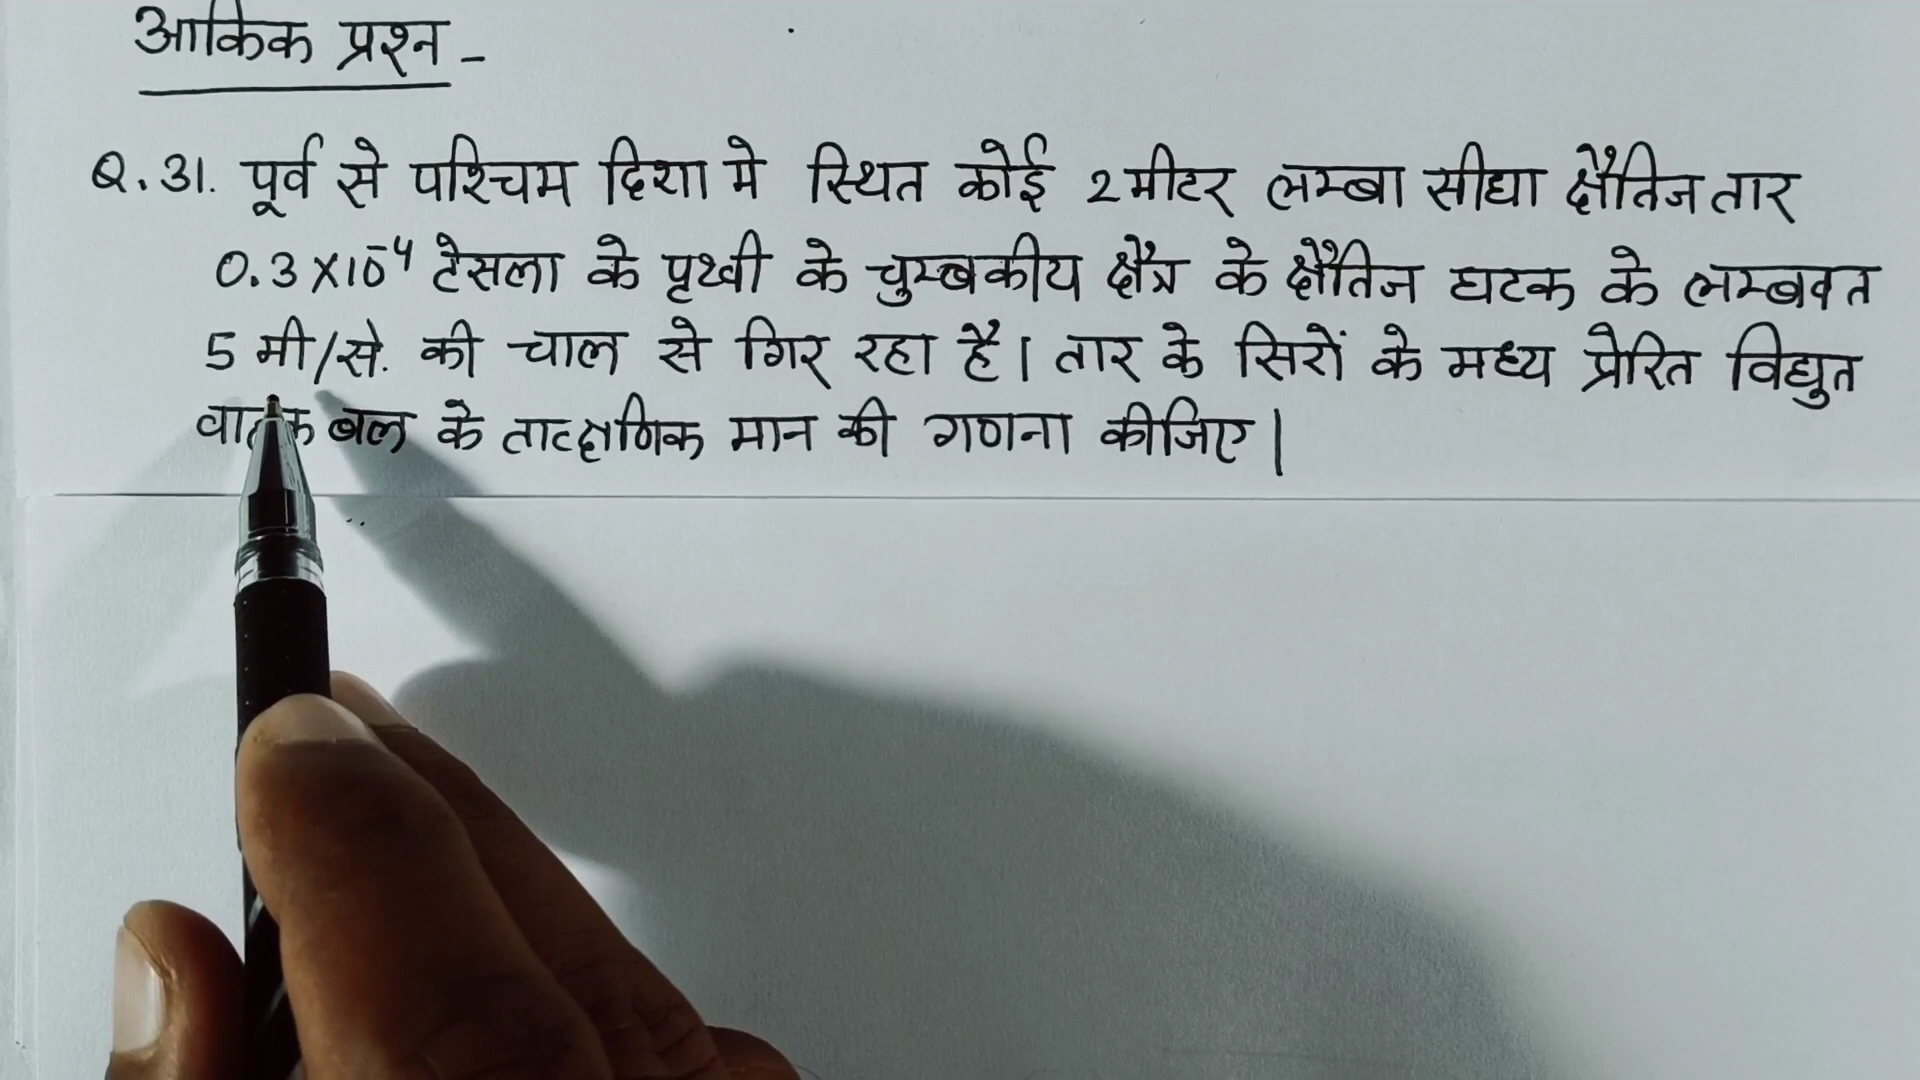 आंकिक प्रश्न -
Q.31. पूर्व से पश्चिम दिशा मे स्थित कोई 2 मीटर लम्बा सीधा क्षैतिज तार
0.3×10⁻⁴ टेसला के पृथ्वी के चुम्बकीय क्षैत्र के क्षैतिज घटक के लम्बवत
5 मी/से. की चाल से गिर रहा है। तार के सिरों के मध्य प्रेरित विद्युत
बल के तात्क्षणिक मान की गणना कीजिए।